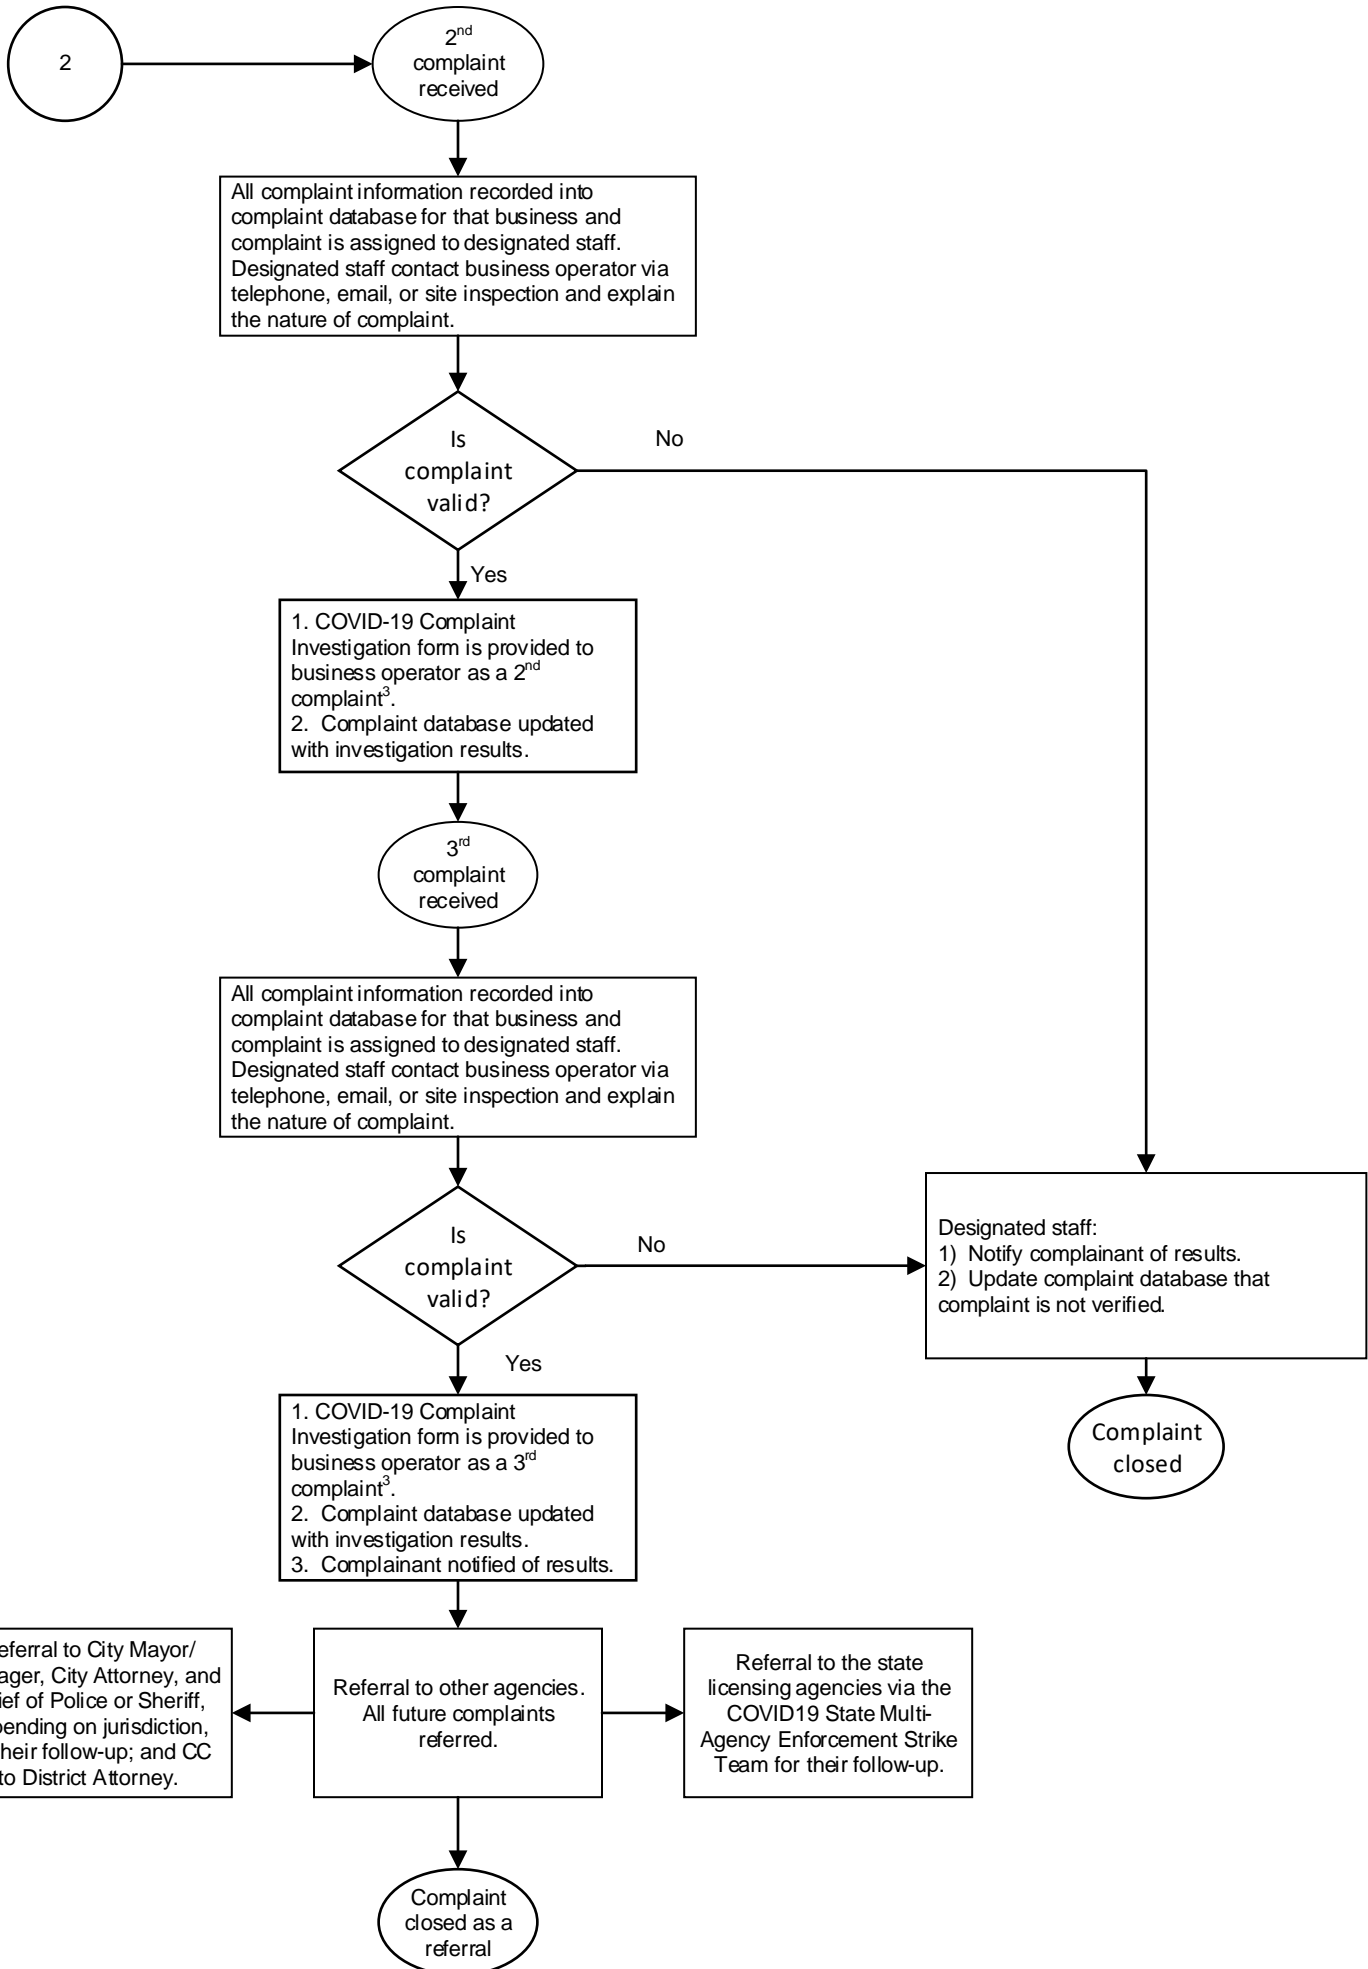 2
2nd
complaint
received
All complaint information recorded into
complaint database for that business and
complaint is assigned to designated staff.
Designated staff contact business operator via
telephone, email, or site inspection and explain
the nature of complaint.
Is
complaint
valid?
No
Yes
1. COVID-19 Complaint
Investigation form is provided to
business operator as a 2nd
complaint3.
2. Complaint database updated
with investigation results.
3rd
complaint
received
All complaint information recorded into
complaint database for that business and
complaint is assigned to designated staff.
Designated staff contact business operator via
telephone, email, or site inspection and explain
the nature of complaint.
Is
complaint
valid?
No
Designated staff:
1) Notify complainant of results.
2) Update complaint database that
complaint is not verified.
Yes
Complaint
closed
1. COVID-19 Complaint
Investigation form is provided to
business operator as a 3rd
complaint3.
2. Complaint database updated
with investigation results.
3. Complainant notified of results.
eferral to City Mayor/
ager, City Attorney, and
ief of Police or Sheriff,
pending on jurisdiction,
heir follow-up; and CC
to District Attorney.
Referral to other agencies.
All future complaints
referred.
Referral to the state
licensing agencies via the
COVID19 State Multi-
Agency Enforcement Strike
Team for their follow-up.
Complaint
closed as a
referral